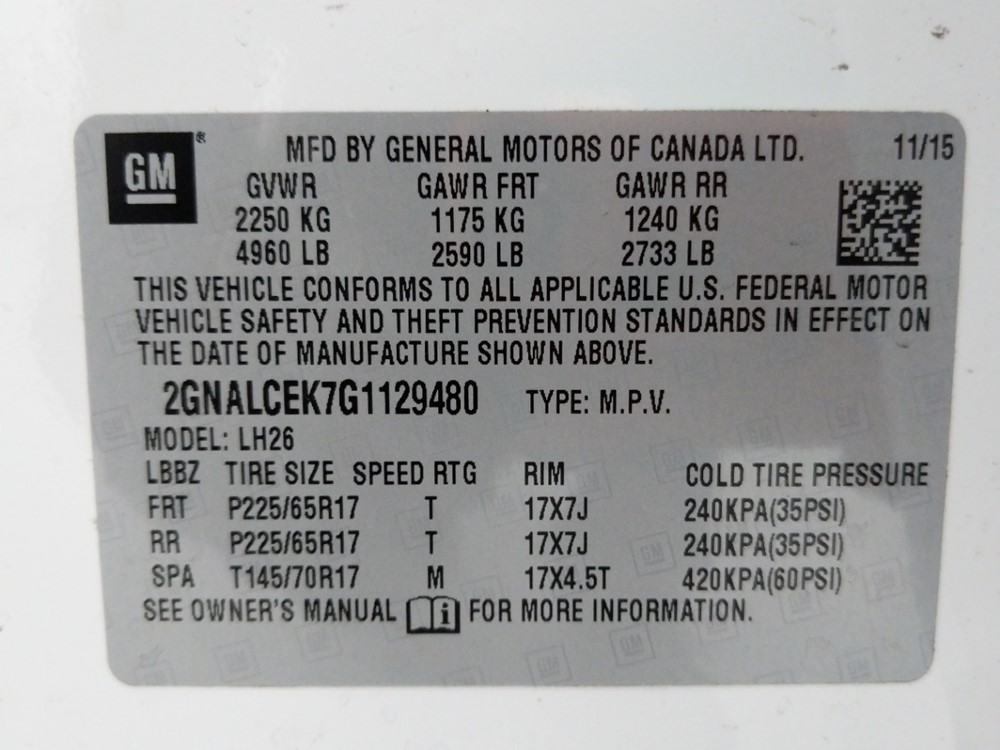 GM®
MFD BY GENERAL MOTORS OF CANADA LTD. 11/15
GVWR GAWR FRT GAWR RR
2250 KG 1175 KG 1240 KG
4960 LB 2590 LB 2733 LB
THIS VEHICLE CONFORMS TO ALL APPLICABLE U.S. FEDERAL MOTOR
VEHICLE SAFETY AND THEFT PREVENTION STANDARDS IN EFFECT ON
THE DATE OF MANUFACTURE SHOWN ABOVE.
2GNALCEK7G1129480 TYPE: M.P.V.
MODEL: LH26
LBBZ TIRE SIZE SPEED RTG RIM COLD TIRE PRESSURE
FRT P225/65R17 T 17X7J 240KPA(35PSI)
RR P225/65R17 T 17X7J 240KPA(35PSI)
SPA T145/70R17 M 17X4.5T 420KPA(60PSI)
SEE OWNER'S MANUAL i FOR MORE INFORMATION.